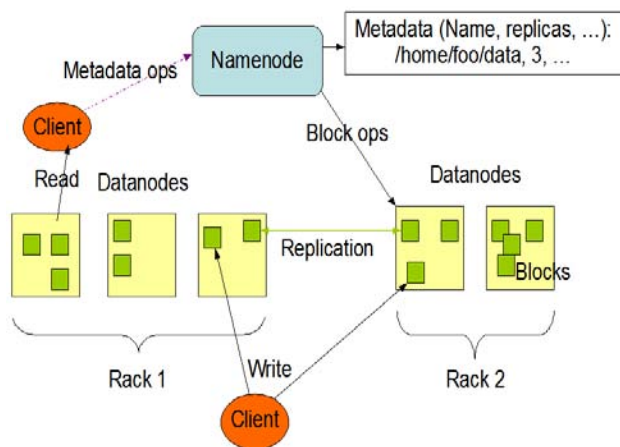 Metadata (Name, replicas, …):
/home/foo/data, 3, …
Namenode
Metadata ops
Client
Block ops
Read
Datanodes
Datanodes
Replication
Blocks
Rack 1
Write
Rack 2
Client